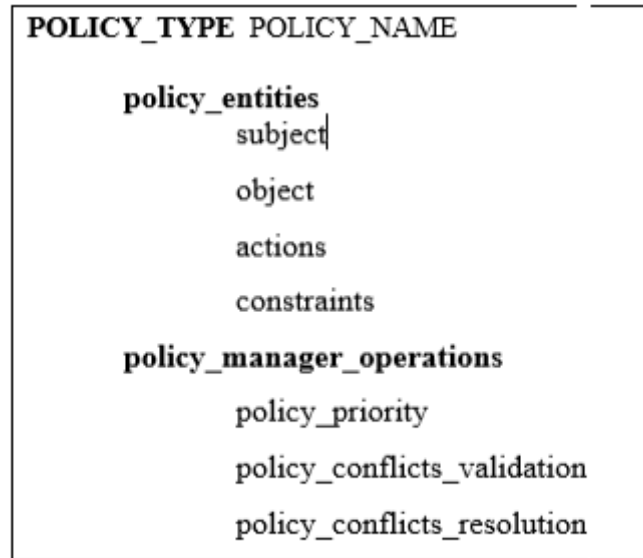 POLICY_TYPE POLICY_NAME
policy_entities
subject
object
actions
constraints
policy_manager_operations
policy_priority
policy_conflicts_validation
policy_conflicts_resolution